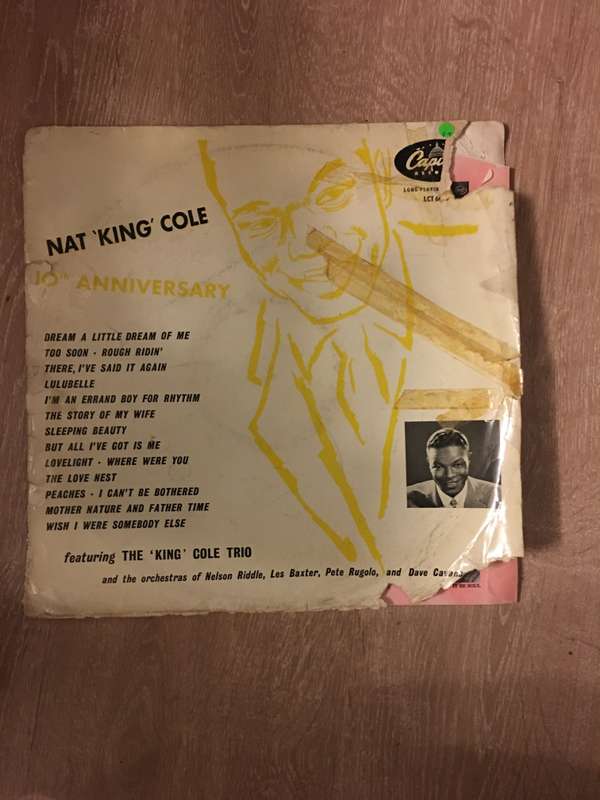 NAT 'KING' COLE
10TH ANNIVERSARY
DREAM A LITTLE DREAM OF ME
TOO SOON - ROUGH RIDIN'
THERE, I'VE SAID IT AGAIN
LULUBELLE
I'M AN ERRAND BOY FOR RHYTHM
THE STORY OF MY WIFE
SLEEPING BEAUTY
BUT ALL I'VE GOT IS ME
LOVELIGHT - WHERE WERE YOU
THE LOVE NEST
PEACHES - I CAN'T BE BOTHERED
MOTHER NATURE AND FATHER TIME
WISH I WERE SOMEBODY ELSE
featuring THE 'KING' COLE TRIO
and the orchestras of Nelson Riddle, Les Baxter, Pete Rugolo, and Dave
LONG
LCT